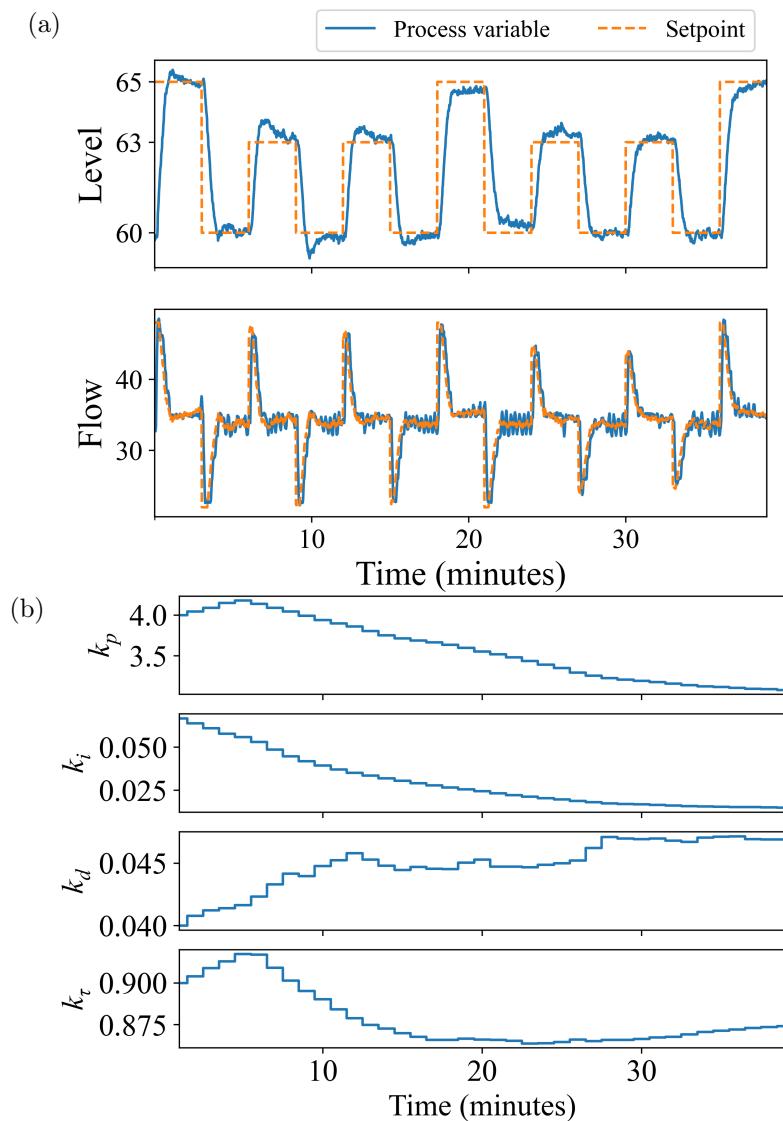 (a)
Process variable
Setpoint
65
63
60
Level
40
30
Flow
10
20
30
Time (minutes)
(b)
4.0
3.5
k_p
0.050
0.025
k_i
0.045
0.040
k_d
0.900
0.875
k_τ
10
20
30
Time (minutes)